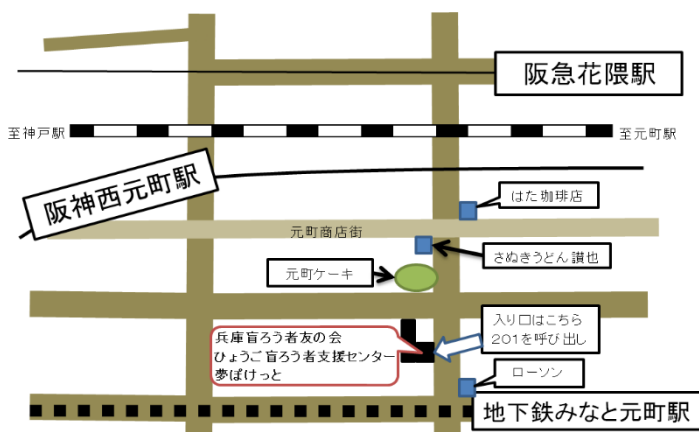 阪急花隈駅
至神戸駅
至元町駅
阪神西元町駅
はた珈琲店
元町商店街
さぬきうどん 讃也
元町ケーキ
入り口はこちら
201を呼び出し
兵庫盲ろう者友の会
ひょうご盲ろう者支援センター
夢ぽけっと
ローソン
地下鉄みなと元町駅